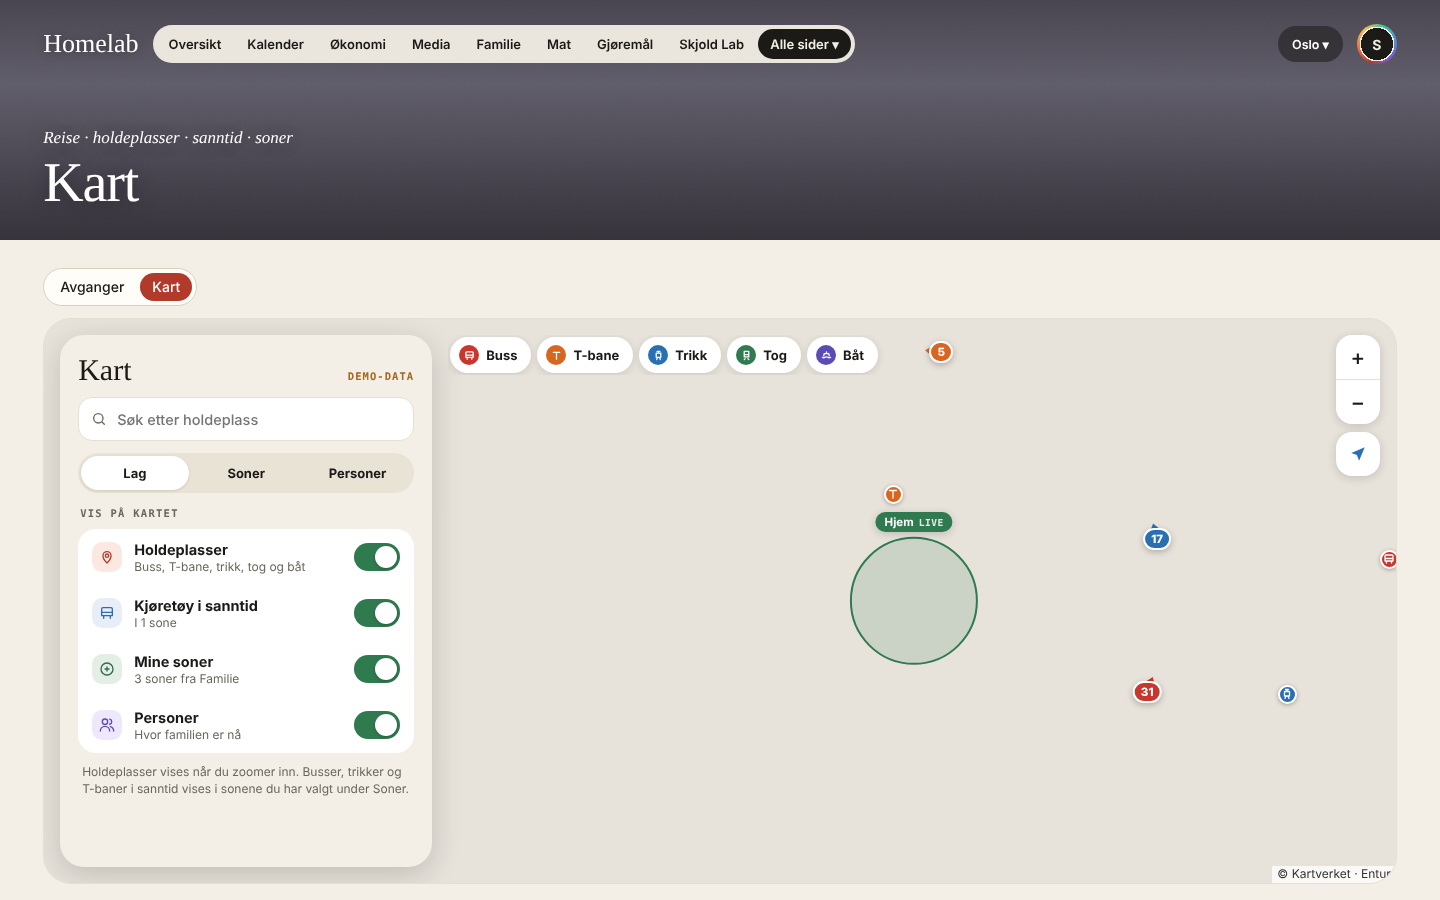 Homelab
Oversikt Kalender Økonomi Media Familie Mat Gjøremål Skjold Lab Alle sider ▾
Oslo ▾
S
Reise · holdeplasser · sanntid · soner
Kart
Avganger Kart
Kart
DEMO-DATA
Søk etter holdeplass
Lag Soner Personer
VIS PÅ KARTET
Holdeplasser
Buss, T-bane, trikk, tog og båt
Kjøretøy i sanntid
I 1 sone
Mine soner
3 soner fra Familie
Personer
Hvor familien er nå
Holdeplasser vises når du zoomer inn. Busser, trikker og
T-baner i sanntid vises i sonene du har valgt under Soner.
Buss T T-bane Trikk Tog Båt
5
+
−
T
Hjem LIVE
17
31
© Kartverket · Entur